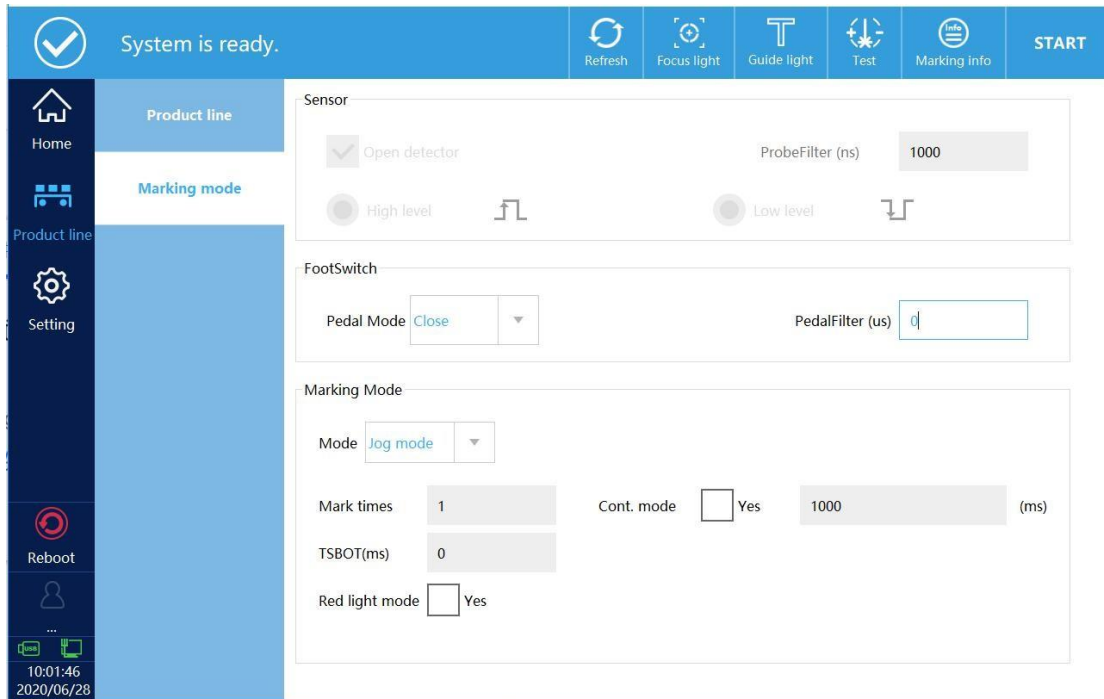 System is ready.
Refresh
Focus light
Guide light
Test
Info
Marking info
START
Home
Product line
Setting
Reboot
...
USB
10:01:46
2020/06/28
Product line
Marking mode
Sensor
Open detector
ProbeFilter (ns) 1000
High level
Low level
FootSwitch
Pedal Mode Close
PedalFilter (us) 0
Marking Mode
Mode Jog mode
Mark times 1
Cont. mode Yes 1000 (ms)
TSBOT(ms) 0
Red light mode Yes